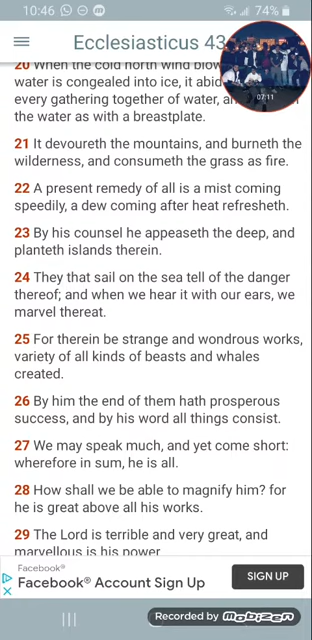 10:46
74%
Ecclesiasticus 43
07:11
20 When the cold north wind
water is congealed into ice, it
every gathering together of water,
the water as with a breastplate.
21 It devoureth the mountains, and burneth the
wilderness, and consumeth the grass as fire.
22 A present remedy of all is a mist coming
speedily, a dew coming after heat refresheth.
23 By his counsel he appeaseth the deep, and
planteth islands therein.
24 They that sail on the sea tell of the danger
thereof; and when we hear it with our ears, we
marvel thereat.
25 For therein be strange and wondrous works,
variety of all kinds of beasts and whales
created.
26 By him the end of them hath prosperous
success, and by his word all things consist.
27 We may speak much, and yet come short:
wherefore in sum, he is all.
28 How shall we be able to magnify him? for
he is great above all his works.
29 The Lord is terrible and very great, and
marvellous is his power
Facebook®
Facebook® Account Sign Up
SIGN UP
Recorded by MOBIZEN